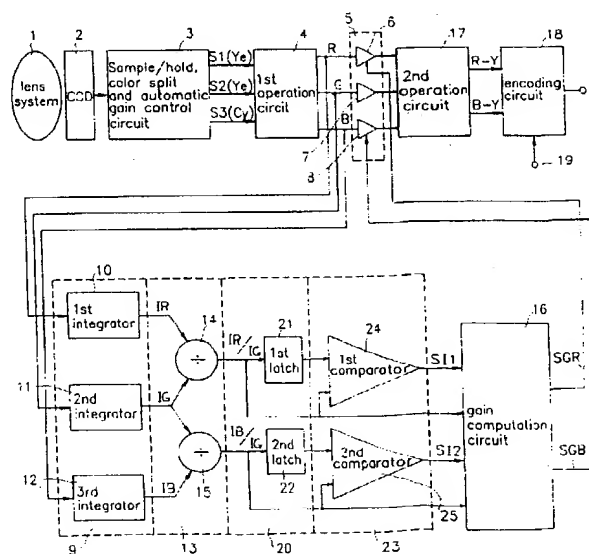 1
lens system
2
CCD
3
Sample/hold, color split and automatic gain control circuit
S1(Ye)
S2(Ye)
S3(Cy)
4
1st operation circit
R
G
B
5
6
7
8
17
2nd operation circuit
R-Y
B-Y
18
encoding circuit
19
10
1st integrator
11
2nd integrator
12
3rd integrator
9
IR
IG
IB
14
÷
÷
15
13
IR/IG
IB/IG
21
1st latch
2nd latch
22
20
24
1st comparator
2nd comparator
25
23
SI1
SI2
16
gain computation circuit
SGR
SGB